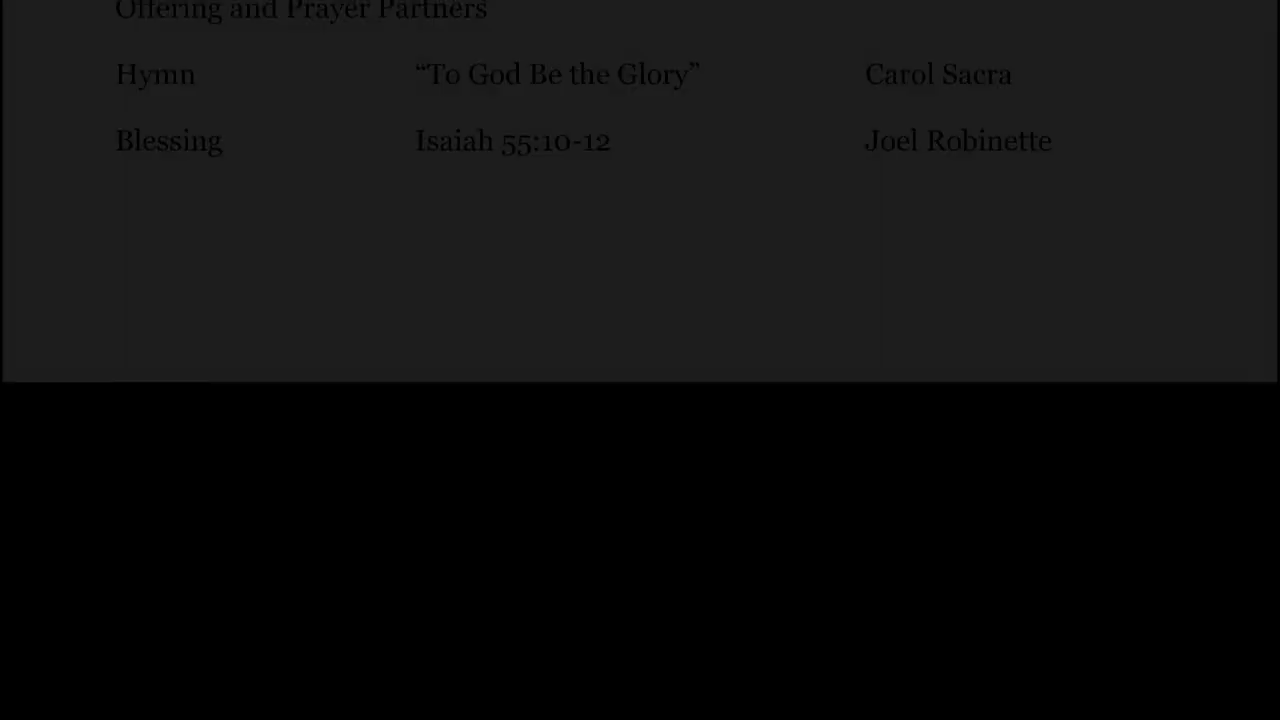 Offering and Prayer Partners
Hymn “To God Be the Glory” Carol Sacra
Blessing Isaiah 55:10-12 Joel Robinette